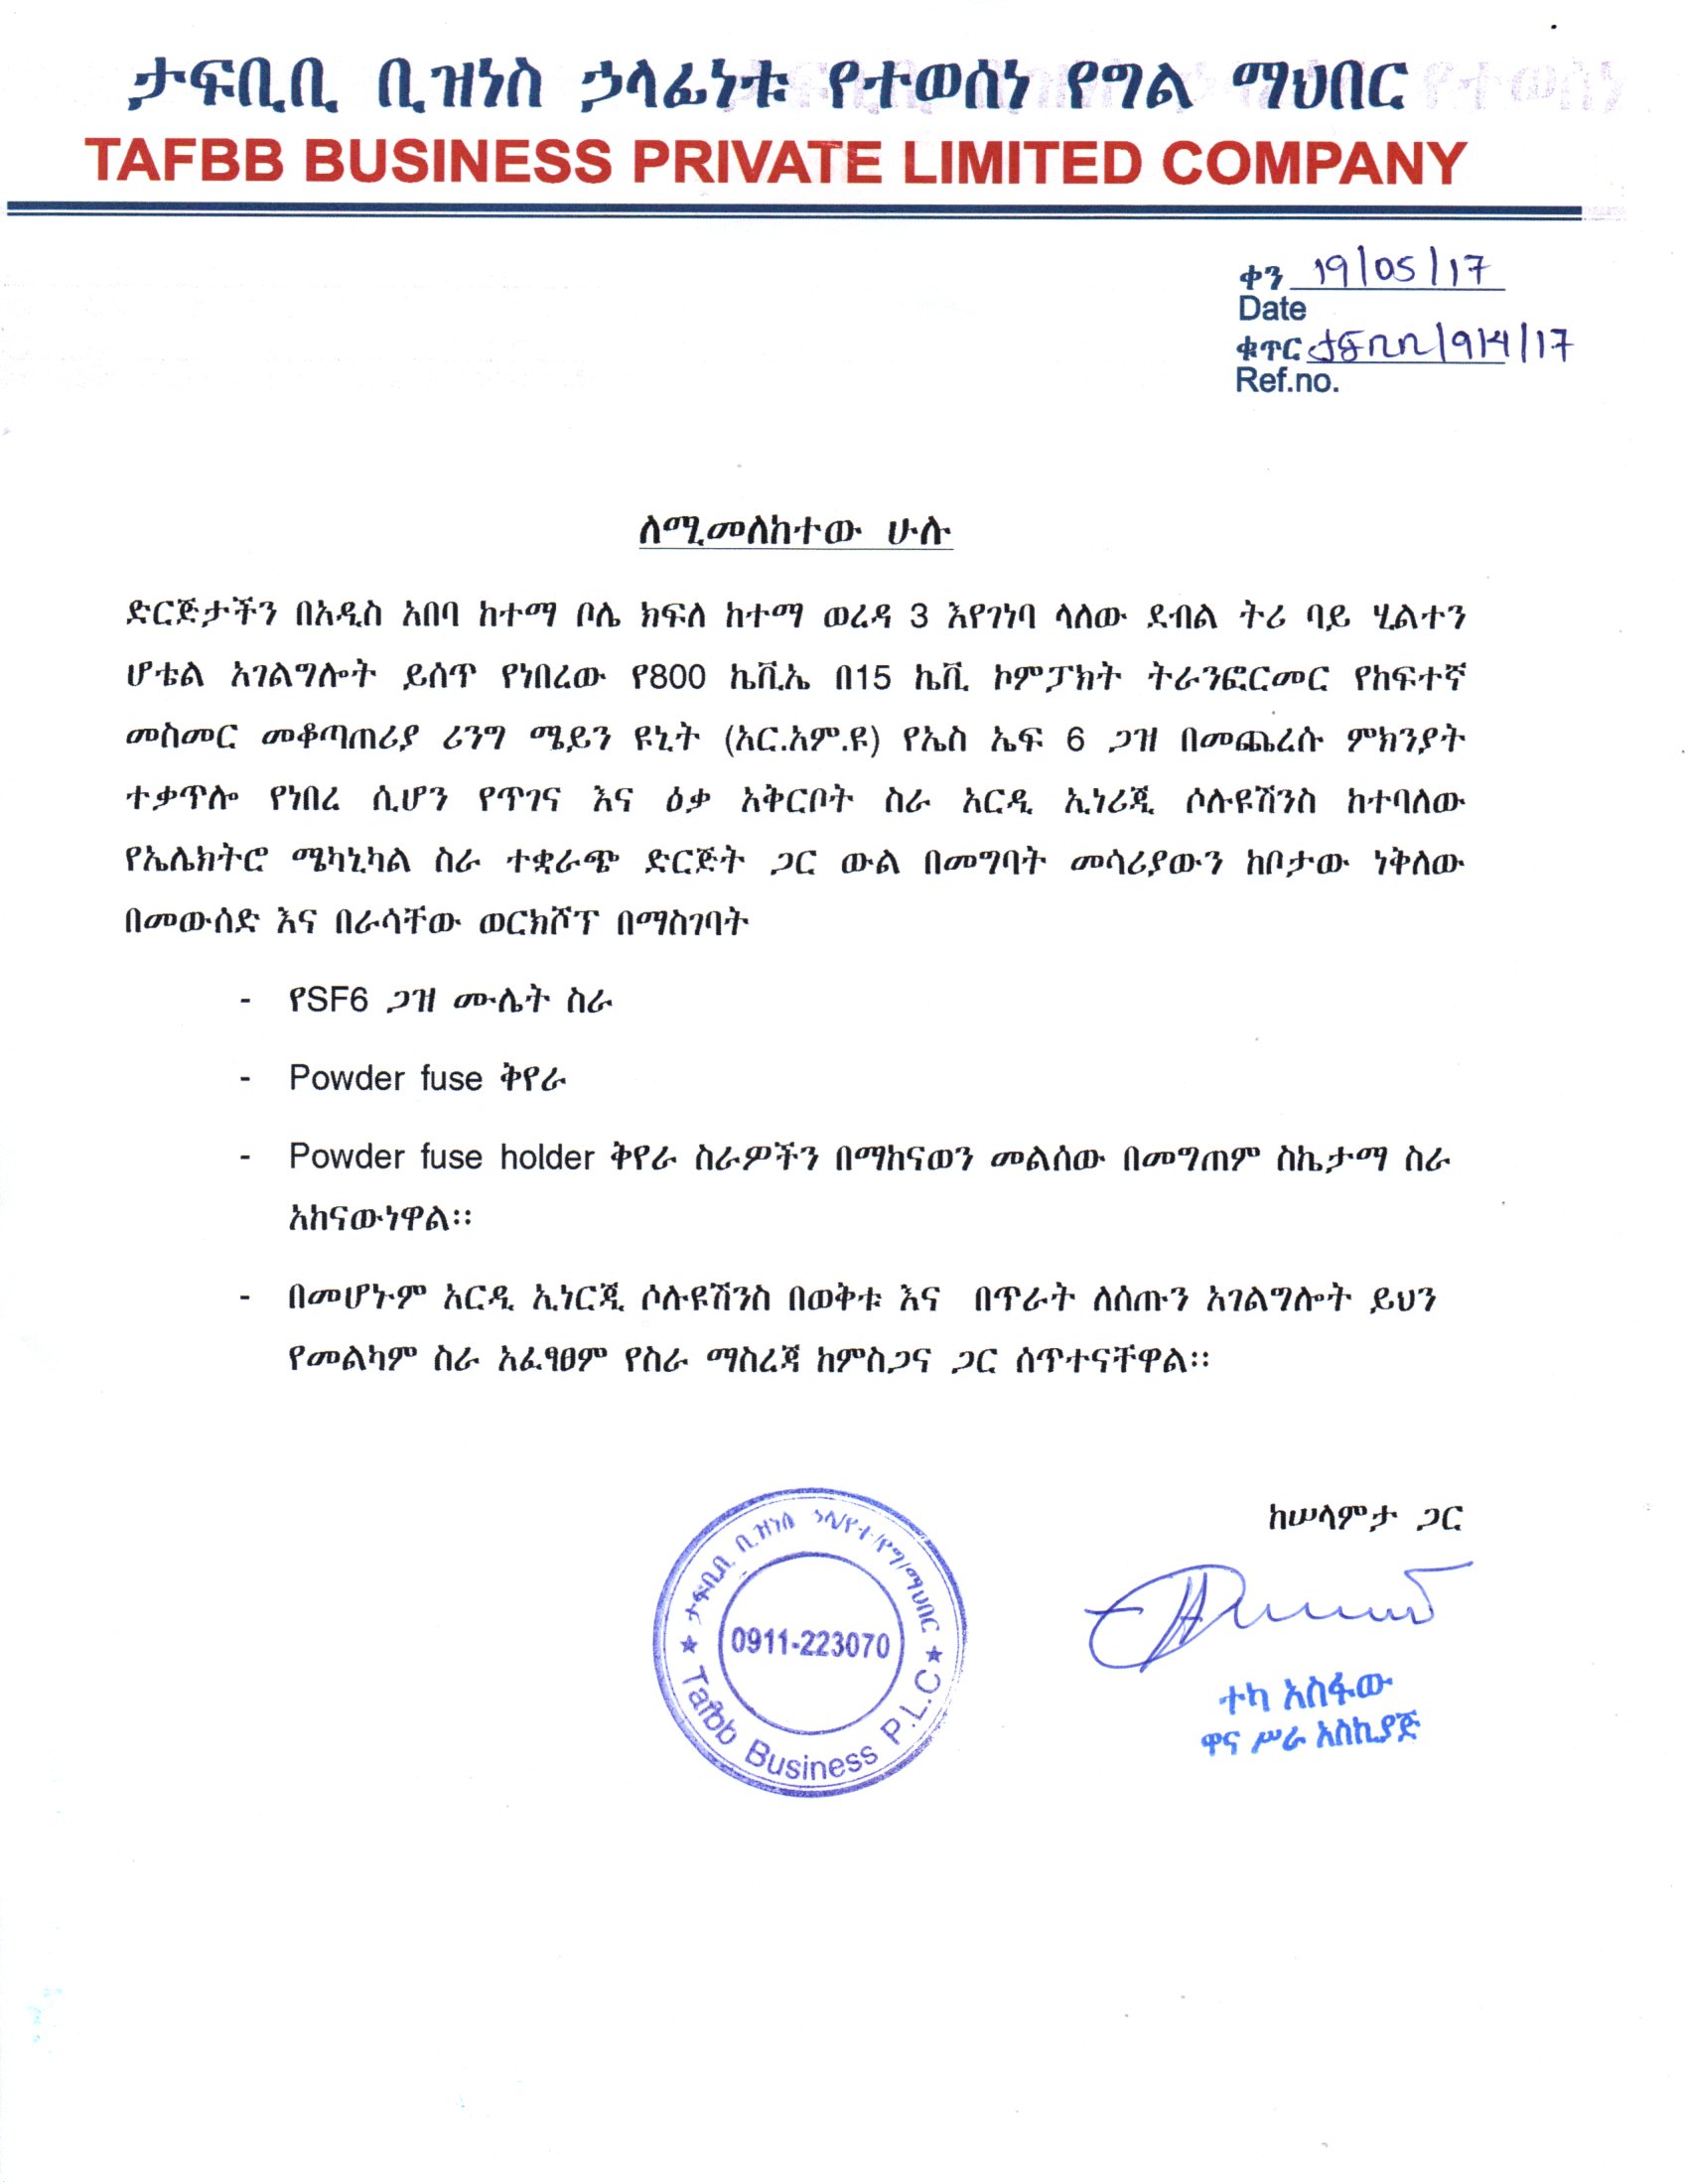 ታፍቢቢ ቢዝነስ ኃላፊነቱ የተወሰነ የግል ማህበር
TAFBB BUSINESS PRIVATE LIMITED COMPANY
ቀን 19/05/17
Date
ቁጥር ታፍቢቢ/914/17
Ref.no.
ለሚመለከተው ሁሉ
ድርጅታችን በአዲስ አበባ ከተማ ቦሌ ክፍለ ከተማ ወረዳ 3 እየገነባ ላለው ደብል ትሪ ባይ ሂልተን
ሆቴል አገልግሎት ይሰጥ የነበረው የ800 ኬቪኤ በ15 ኬቪ ኮምፓክት ትራንፎርመር የከፍተኛ
መስመር መቆጣጠሪያ ሪንግ ሜይን ዩኒት (አር.አም.ዩ) የኤስ ኤፍ 6 ጋዝ በመጨረሱ ምክንያት
ተቃጥሎ የነበረ ሲሆን የጥገና እና ዕቃ አቅርቦት ስራ አርዲ ኢነሪጂ ሶሉዩሽንስ ከተባለው
የኤሌክትሮ ሜካኒካል ስራ ተቋራጭ ድርጅት ጋር ውል በመግባት መሳሪያውን ከቦታው ነቅለው
በመውሰድ እና በራሳቸው ወርክሾፕ በማስገባት
- የSF6 ጋዝ ሙሌት ስራ
- Powder fuse ቅየራ
- Powder fuse holder ቅየራ ስራዎችን በማከናወን መልሰው በመግጠም ስኬታማ ስራ
አከናውነዋል፡፡
- በመሆኑም አርዲ ኢነርጂ ሶሉዩሽንስ በወቅቱ እና በጥራት ለሰጡን አገልግሎት ይህን
የመልካም ስራ አፈፃፀም የስራ ማስረጃ ከምስጋና ጋር ሰጥተናቸዋል፡፡
ከሠላምታ ጋር
ታፍቢቢ ቢዝነስ ኃላ/የተ/የግ/ማህበር
0911-223070
Tafbb Business P.L.C
ተካ አስፋው
ዋና ሥራ አስኪያጅ